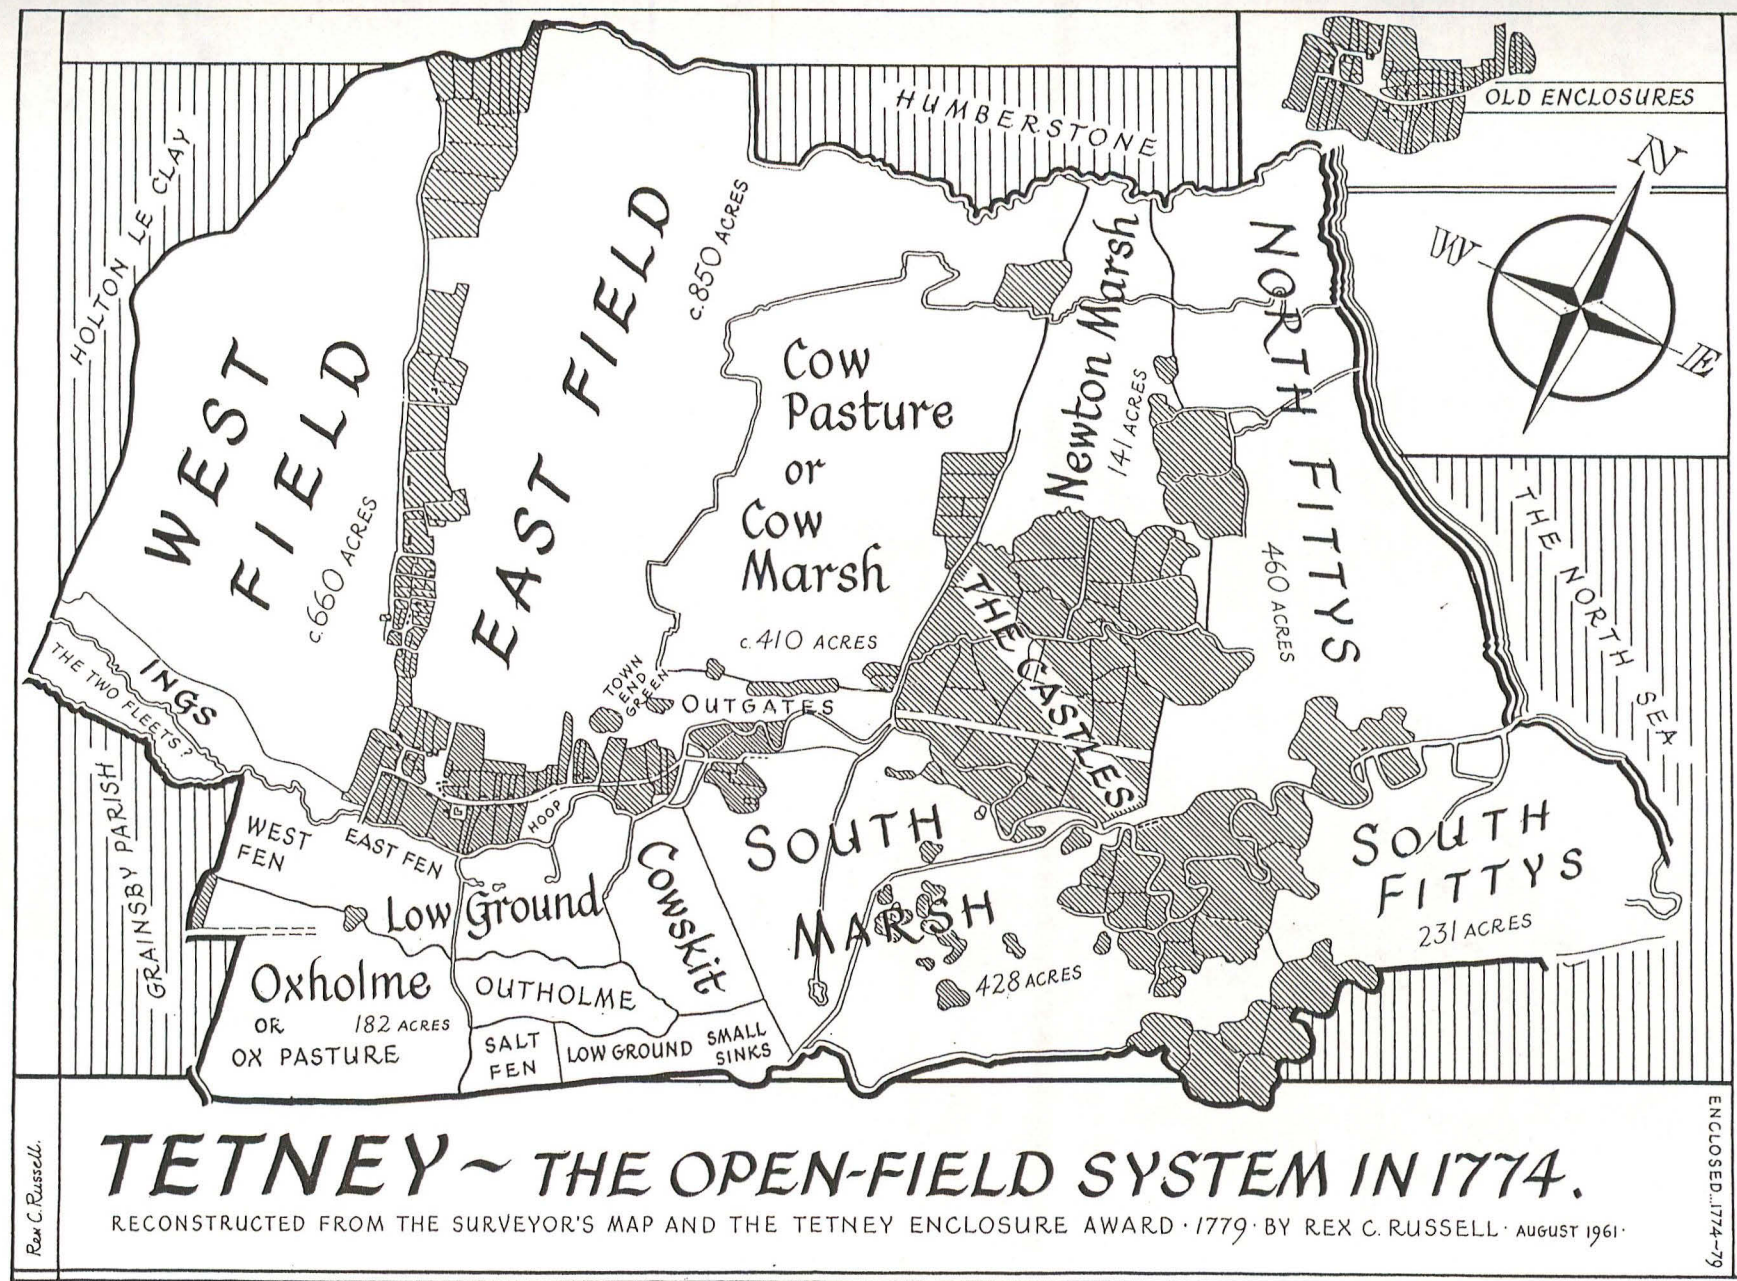 OLD ENCLOSURES
N
W
E
HUMBERSTONE
HOLTON LE CLAY
WEST
FIELD
c.660 ACRES
EAST FIELD
c.850 ACRES
Cow
Pasture
or
Cow
Marsh
c.410 ACRES
Newton Marsh
141 ACRES
NORTH FITTYS
460 ACRES
THE NORTH SEA
THE CASTLES
INGS
THE TWO FLEETS?
TOWN
END
GREEN
OUTGATES
HOOP
GRAINSBY PARISH
WEST
FEN
EAST FEN
Low Ground
Cowskit
SOUTH
MARSH
428 ACRES
SOUTH
FITTYS
231 ACRES
Oxholme
OR 182 ACRES
OX PASTURE
OUTHOLME
SALT
FEN
LOW GROUND
SMALL
SINKS
TETNEY ~ THE OPEN-FIELD SYSTEM IN 1774.
RECONSTRUCTED FROM THE SURVEYOR'S MAP AND THE TETNEY ENCLOSURE AWARD · 1779 · BY REX C. RUSSELL · AUGUST 1961 ·
Rex C. Russell.
ENCLOSED...1774-79